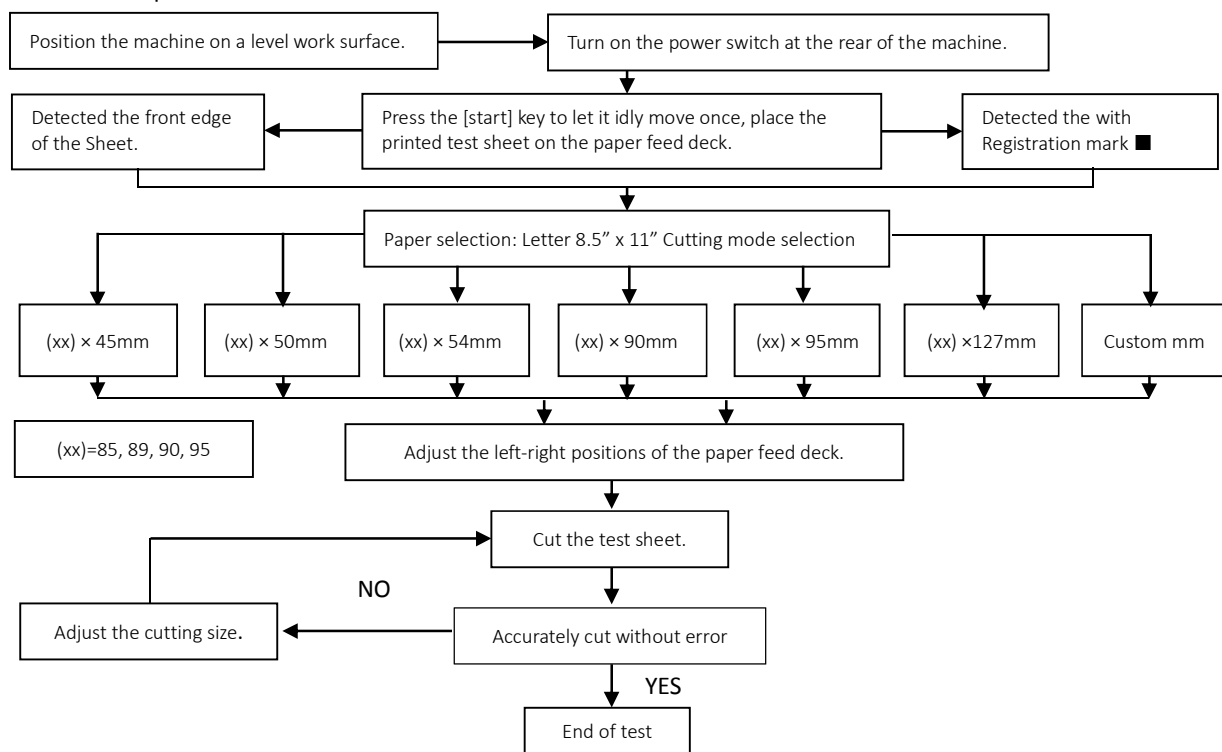 Position the machine on a level work surface.
Turn on the power switch at the rear of the machine.
Detected the front edge
of the Sheet.
Press the [start] key to let it idly move once, place the
printed test sheet on the paper feed deck.
Detected the with
Registration mark ■
Paper selection: Letter 8.5” x 11” Cutting mode selection
(xx) × 45mm
(xx) × 50mm
(xx) × 54mm
(xx) × 90mm
(xx) × 95mm
(xx) ×127mm
Custom mm
(xx)=85, 89, 90, 95
Adjust the left-right positions of the paper feed deck.
Cut the test sheet.
NO
Adjust the cutting size.
Accurately cut without error
YES
End of test